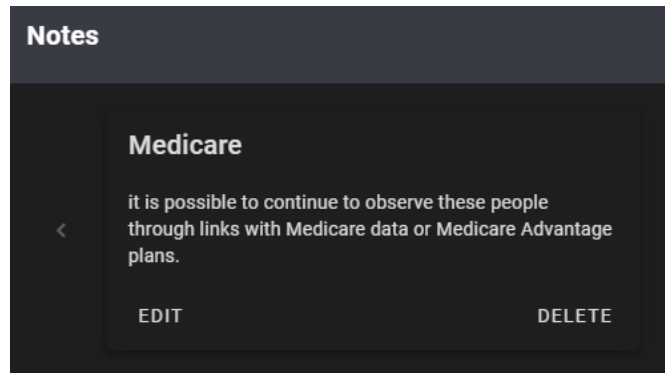 Notes
Medicare
it is possible to continue to observe these people
through links with Medicare data or Medicare Advantage
plans.
EDIT DELETE